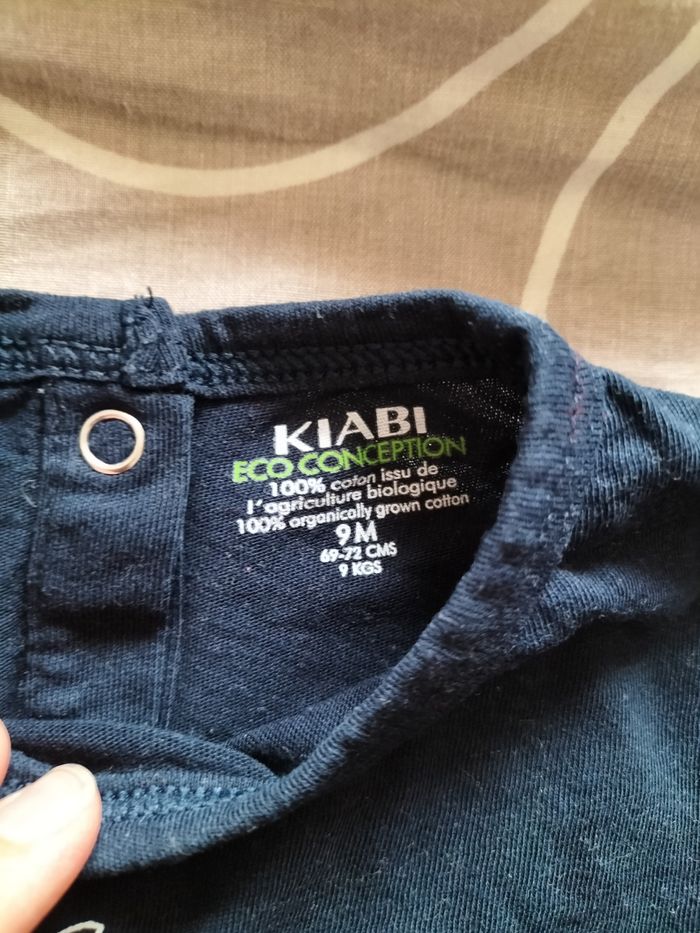 KIABI
ECO CONCEPTION
100% coton issu de
l'agriculture biologique
100% organically grown cotton
9M
69-72 CMS
9 KGS